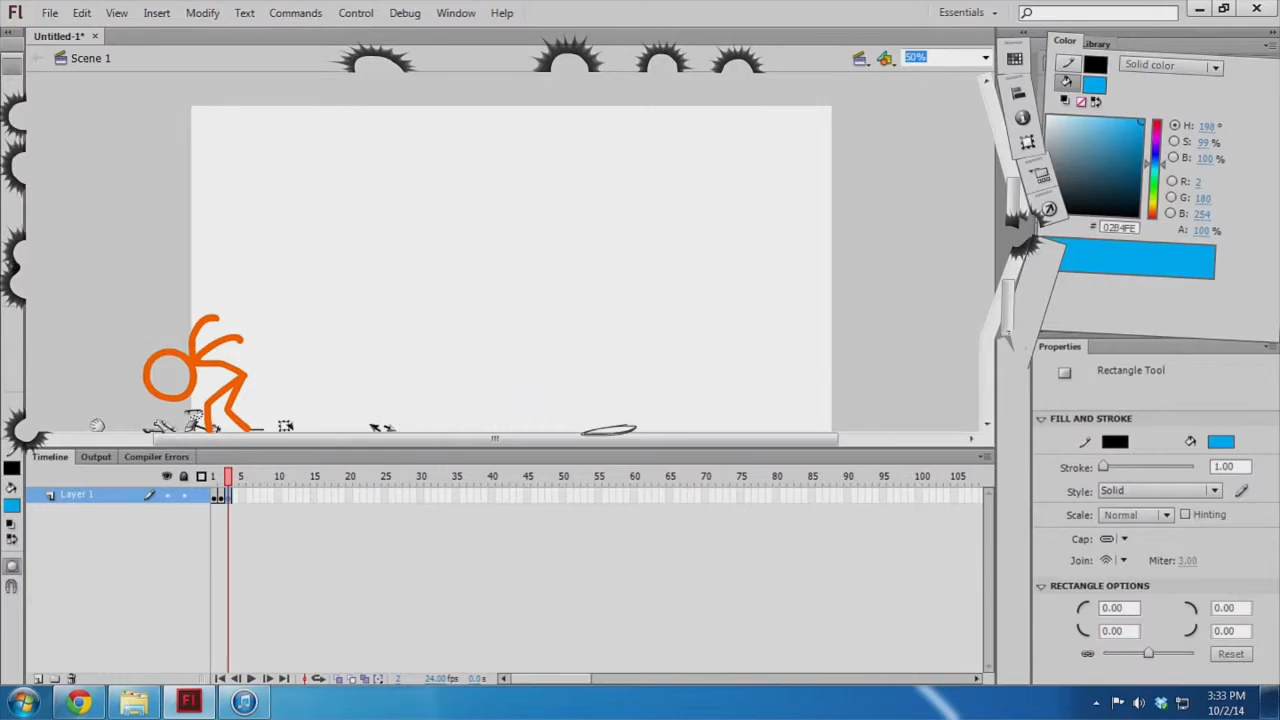 Fl File Edit View Insert Modify Text Commands Control Debug Window Help Essentials
Untitled-1* ×
Scene 1
50%
Color Library
Solid color
H: 198 °
S: 99 %
B: 100 %
R: 2
G: 180
B: 254
# 02B4FE
A: 100 %
Properties
Rectangle Tool
FILL AND STROKE
Stroke: 1.00
Style: Solid
Scale: Normal Hinting
Cap:
Join: Miter: 3.00
RECTANGLE OPTIONS
0.00 0.00
0.00 0.00
Reset
Timeline Output Compiler Errors
1 5 10 15 20 25 30 35 40 45 50 55 60 65 70 75 80 85 90 95 100 105
Layer 1
2 24.00 fps 0.0 s
Fl
3:33 PM
10/2/14